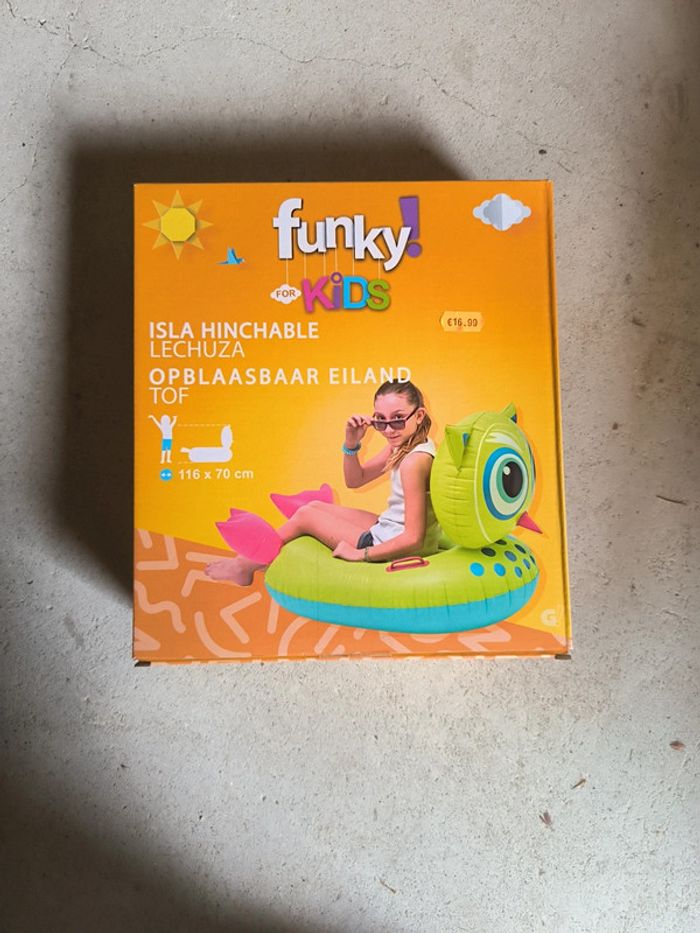 funky!
FOR KiDS
€16.99
ISLA HINCHABLE
LECHUZA
OPBLAASBAAR EILAND
TOF
116 x 70 cm
G